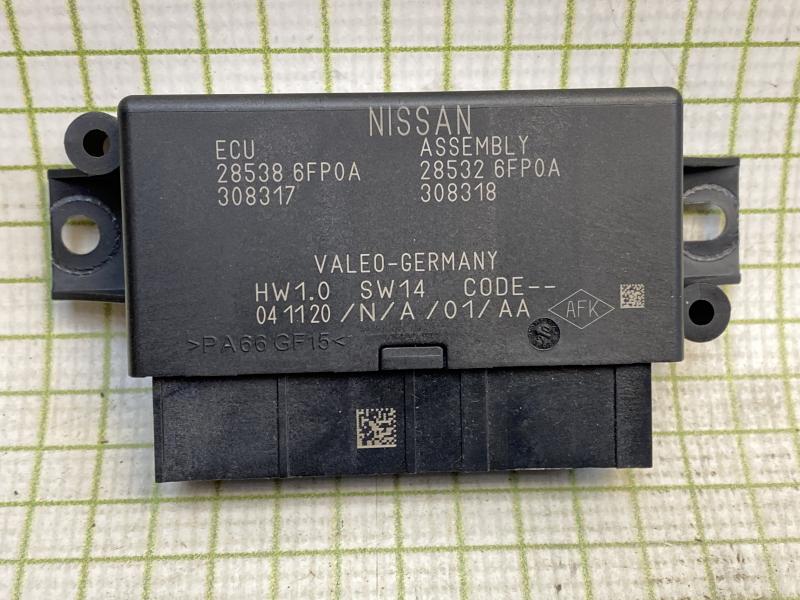 NISSAN
ECU ASSEMBLY
28538 6FP0A 28532 6FP0A
308317 308318
VALEO-GERMANY
HW1.0 SW14 CODE--
041120 /N/A/01/AA AFK
>PA66 GF15<